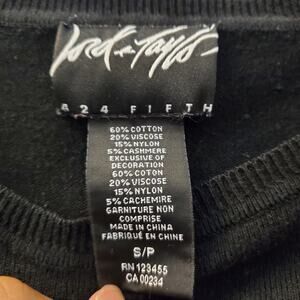 Lord & Taylor
424 FIFTH
60% COTTON
20% VISCOSE
15% NYLON
5% CASHMERE
EXCLUSIVE OF
DECORATION
60% COTON
20% VISCOSE
15% NYLON
5% CACHEMIRE
GARNITURE NON
COMPRISE
MADE IN CHINA
FABRIQUÉ EN CHINE
S/P
RN 123455
CA 00234